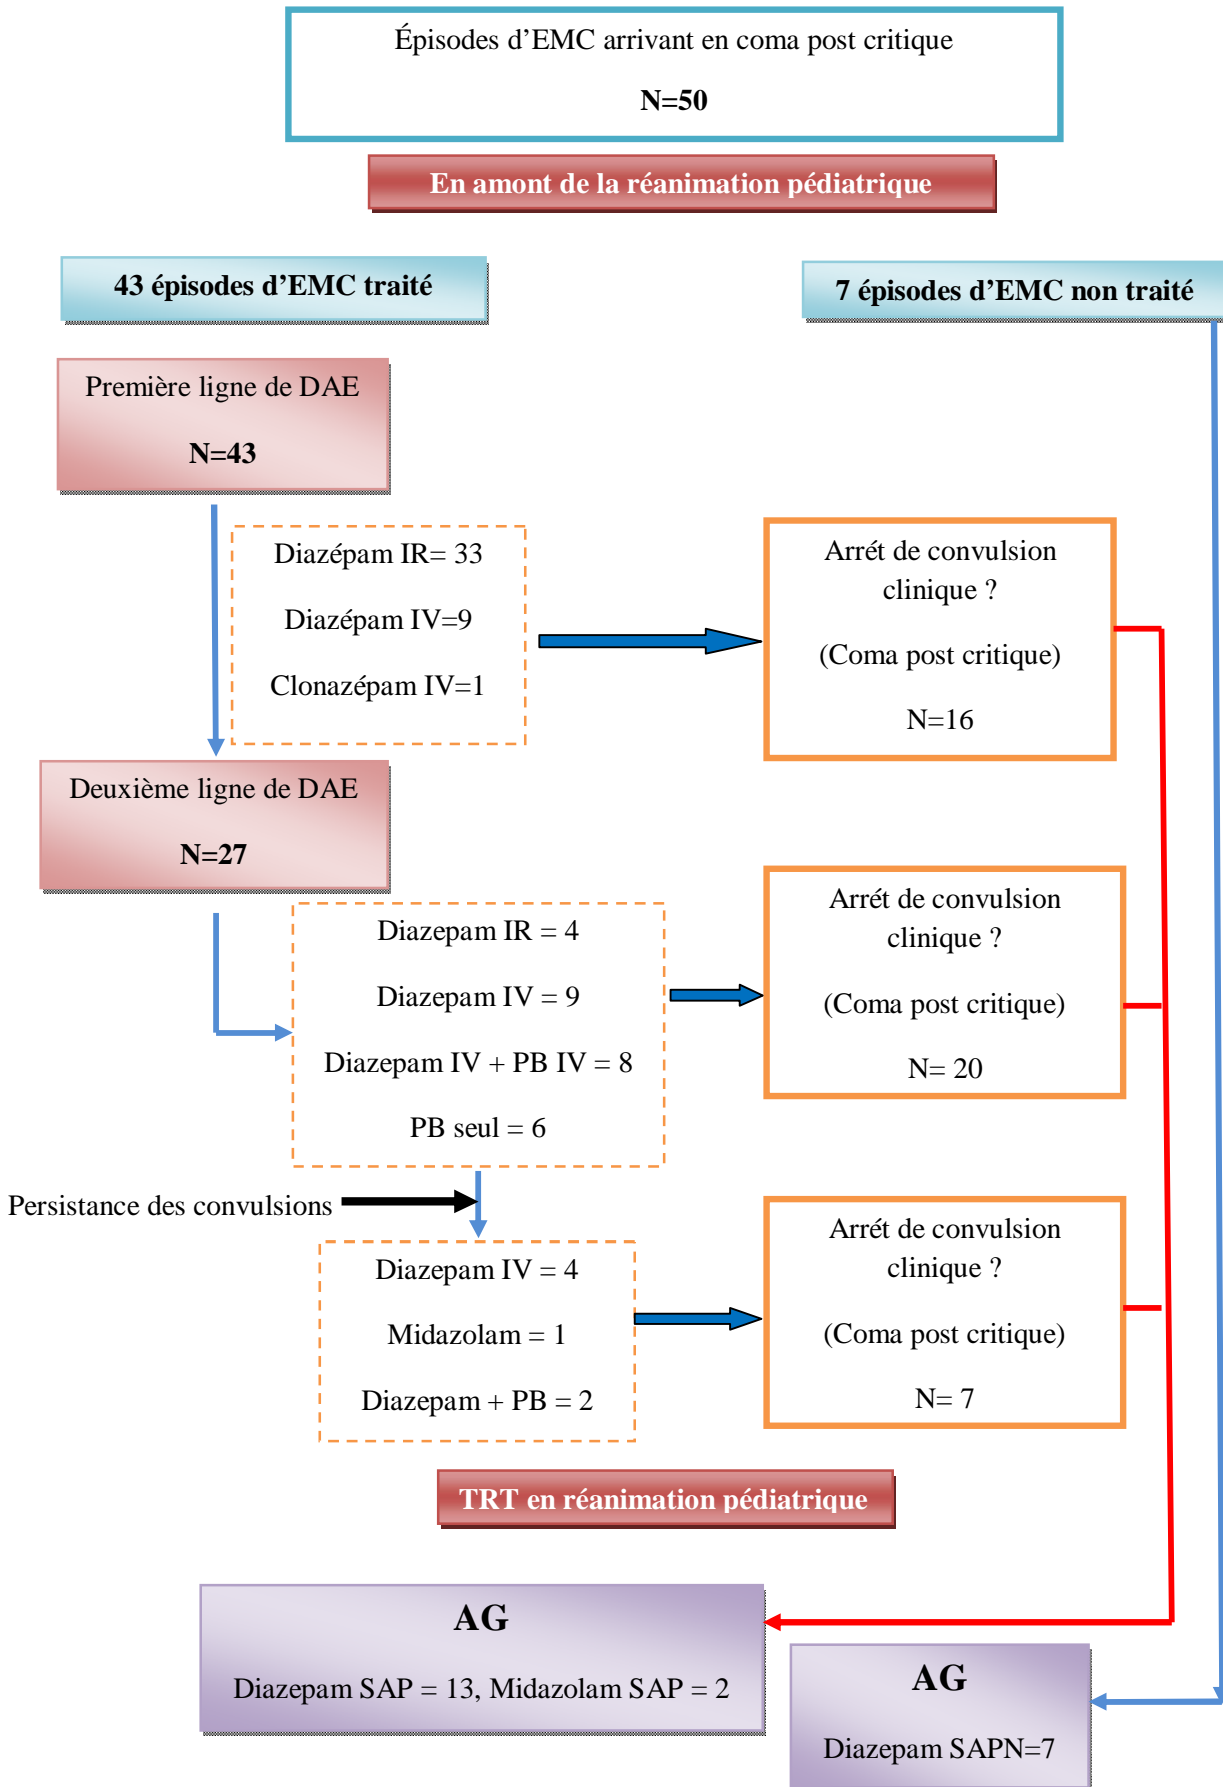 Épisodes d’EMC arrivant en coma post critique
N=50
En amont de la réanimation pédiatrique
43 épisodes d’EMC traité
7 épisodes d’EMC non traité
Première ligne de DAE
N=43
Diazépam IR= 33
Diazépam IV=9
Clonazépam IV=1
Arrét de convulsion
clinique ?
(Coma post critique)
N=16
Deuxième ligne de DAE
N=27
Diazepam IR = 4
Diazepam IV = 9
Diazepam IV + PB IV = 8
PB seul = 6
Arrét de convulsion
clinique ?
(Coma post critique)
N= 20
Persistance des convulsions
Diazepam IV = 4
Midazolam = 1
Diazepam + PB = 2
Arrét de convulsion
clinique ?
(Coma post critique)
N= 7
TRT en réanimation pédiatrique
AG
Diazepam SAP = 13, Midazolam SAP = 2
AG
Diazepam SAPN=7